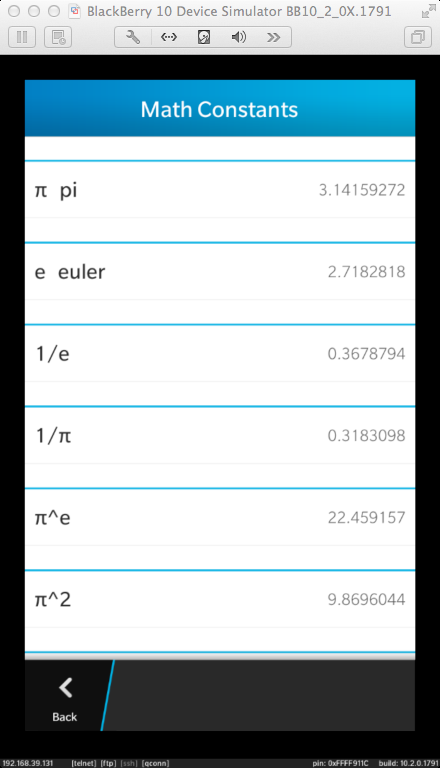 BlackBerry 10 Device Simulator BB10_2_0X.1791
Math Constants
π pi 3.14159272
e euler 2.7182818
1/e 0.3678794
1/π 0.3183098
π^e 22.459157
π^2 9.8696044
Back
192.168.39.131 [telnet] [ftp] [ssh] [qconn] pin: 0xFFFF911C build: 10.2.0.1791